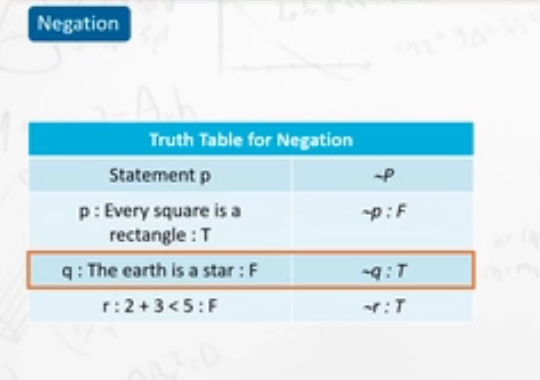 Negation
Truth Table for Negation
Statement p
~P
p : Every square is a
rectangle : T
~p : F
q : The earth is a star : F
~q : T
r : 2 + 3 < 5 : F
~r : T